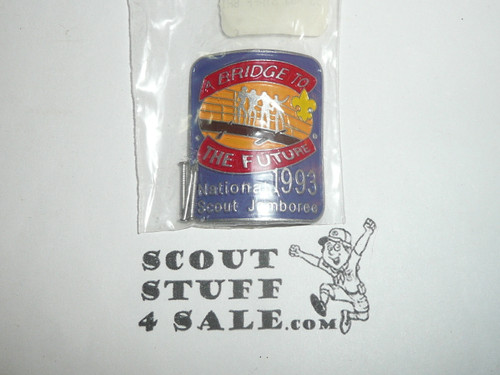 A BRIDGE TO
THE FUTURE
National 1993
Scout Jamboree
SCOUT
STUFF
4 SALE.COM